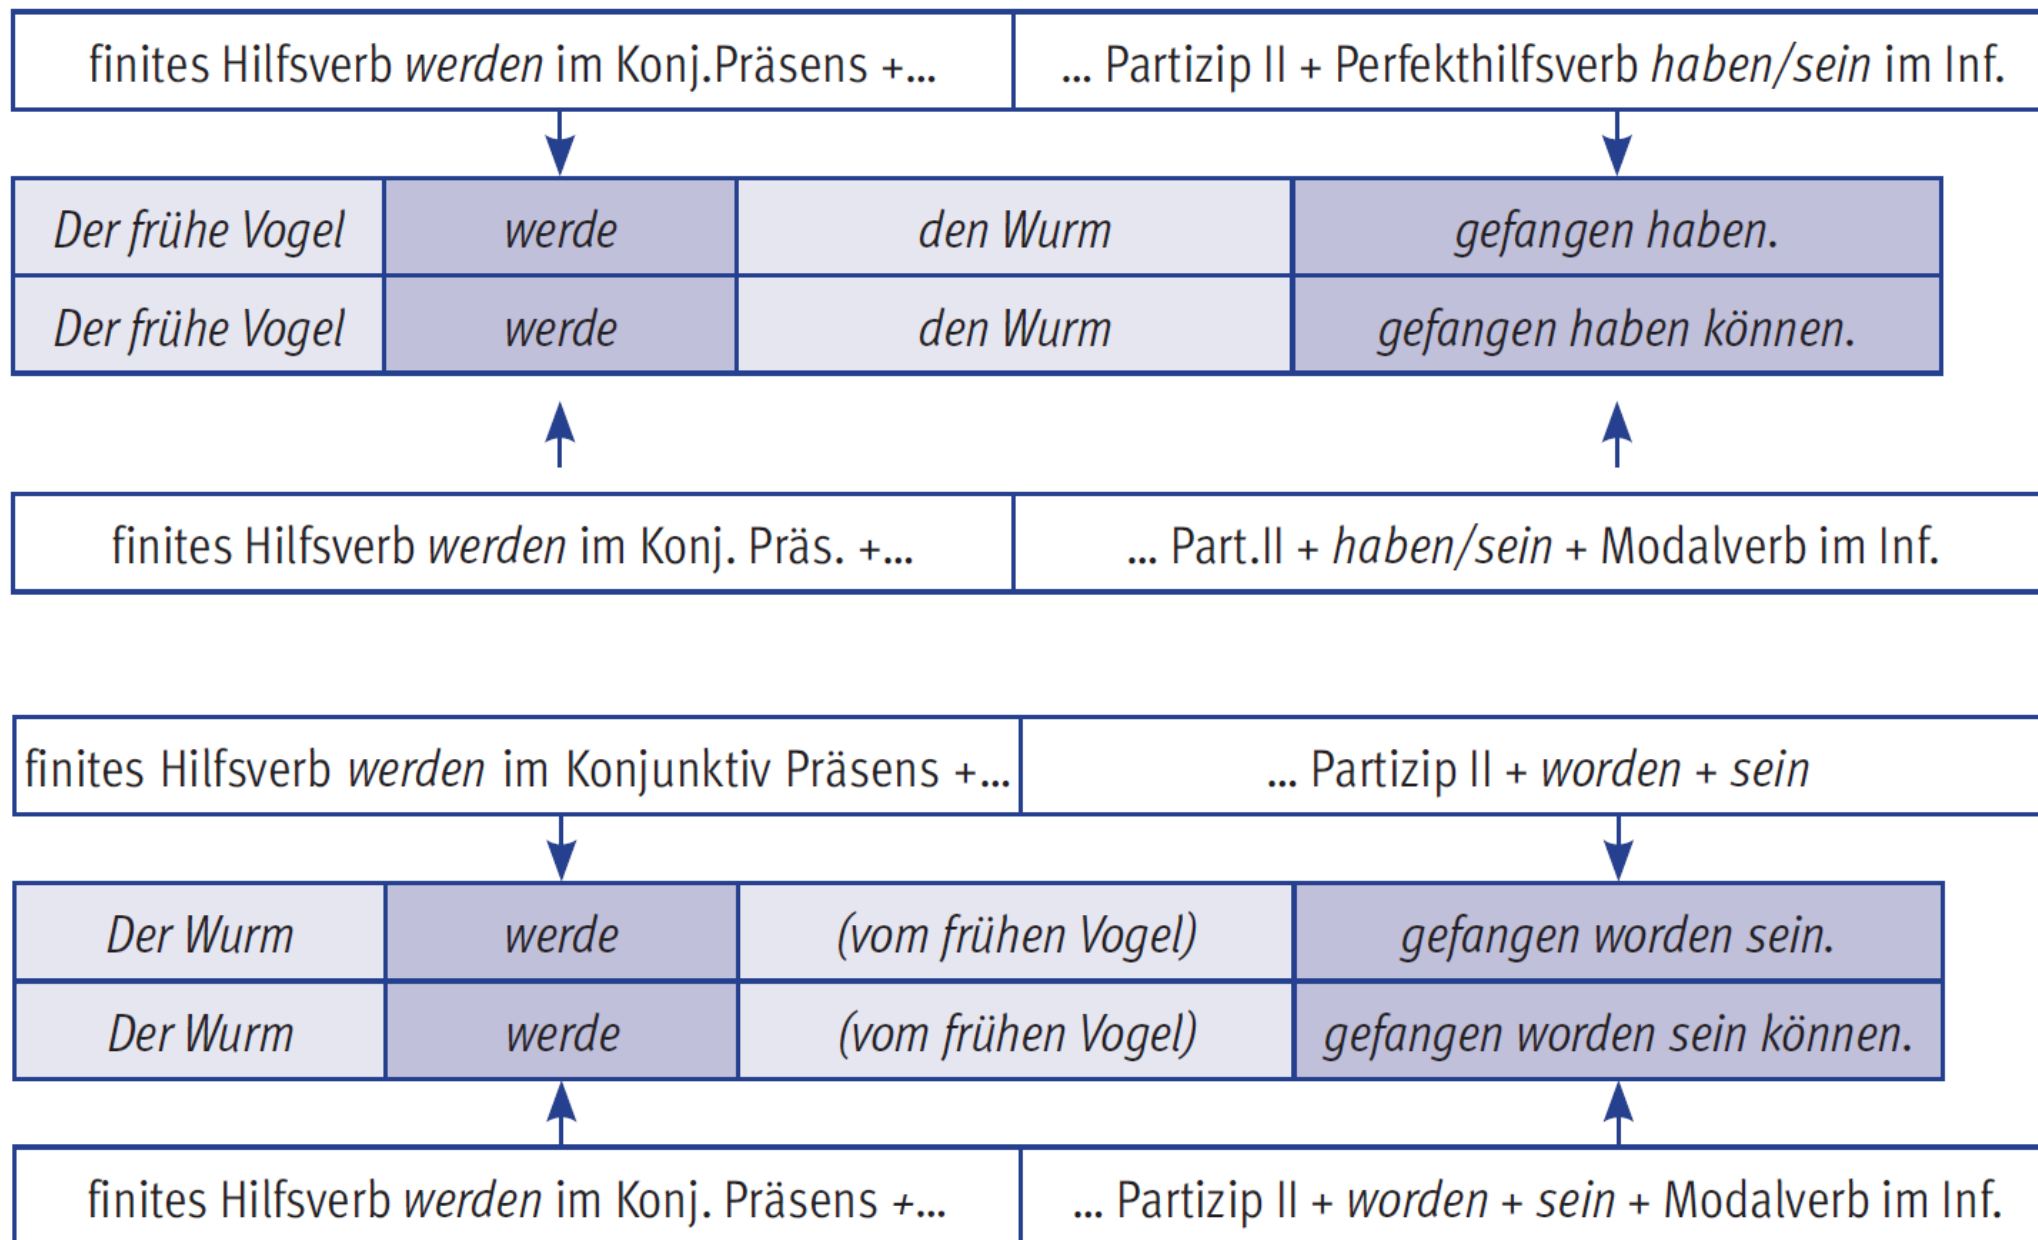 finites Hilfsverb werden im Konj.Präsens +... ... Partizip II + Perfekthilfsverb haben/sein im Inf.
Der frühe Vogel werde den Wurm gefangen haben.
Der frühe Vogel werde den Wurm gefangen haben können.
finites Hilfsverb werden im Konj. Präs. +... ... Part.II + haben/sein + Modalverb im Inf.
finites Hilfsverb werden im Konjunktiv Präsens +... ... Partizip II + worden + sein
Der Wurm werde (vom frühen Vogel) gefangen worden sein.
Der Wurm werde (vom frühen Vogel) gefangen worden sein können.
finites Hilfsverb werden im Konj. Präsens +... ... Partizip II + worden + sein + Modalverb im Inf.